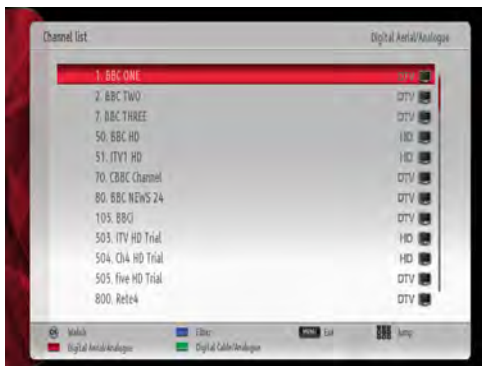 Channel list Digital Aerial/Analogue
1. BBC ONE DTV
2. BBC TWO DTV
7. BBC THREE DTV
50. BBC HD HD
51. ITV1 HD HD
70. CBBC Channel DTV
80. BBC NEWS 24 DTV
105. BBCi DTV
503. ITV HD Trial HD
504. Ch4 HD Trial HD
505. five HD Trial DTV
800. Rete4 DTV
OK Watch Filter MENU Exit Jump
Digital Aerial/Analogue Digital Cable/Analogue